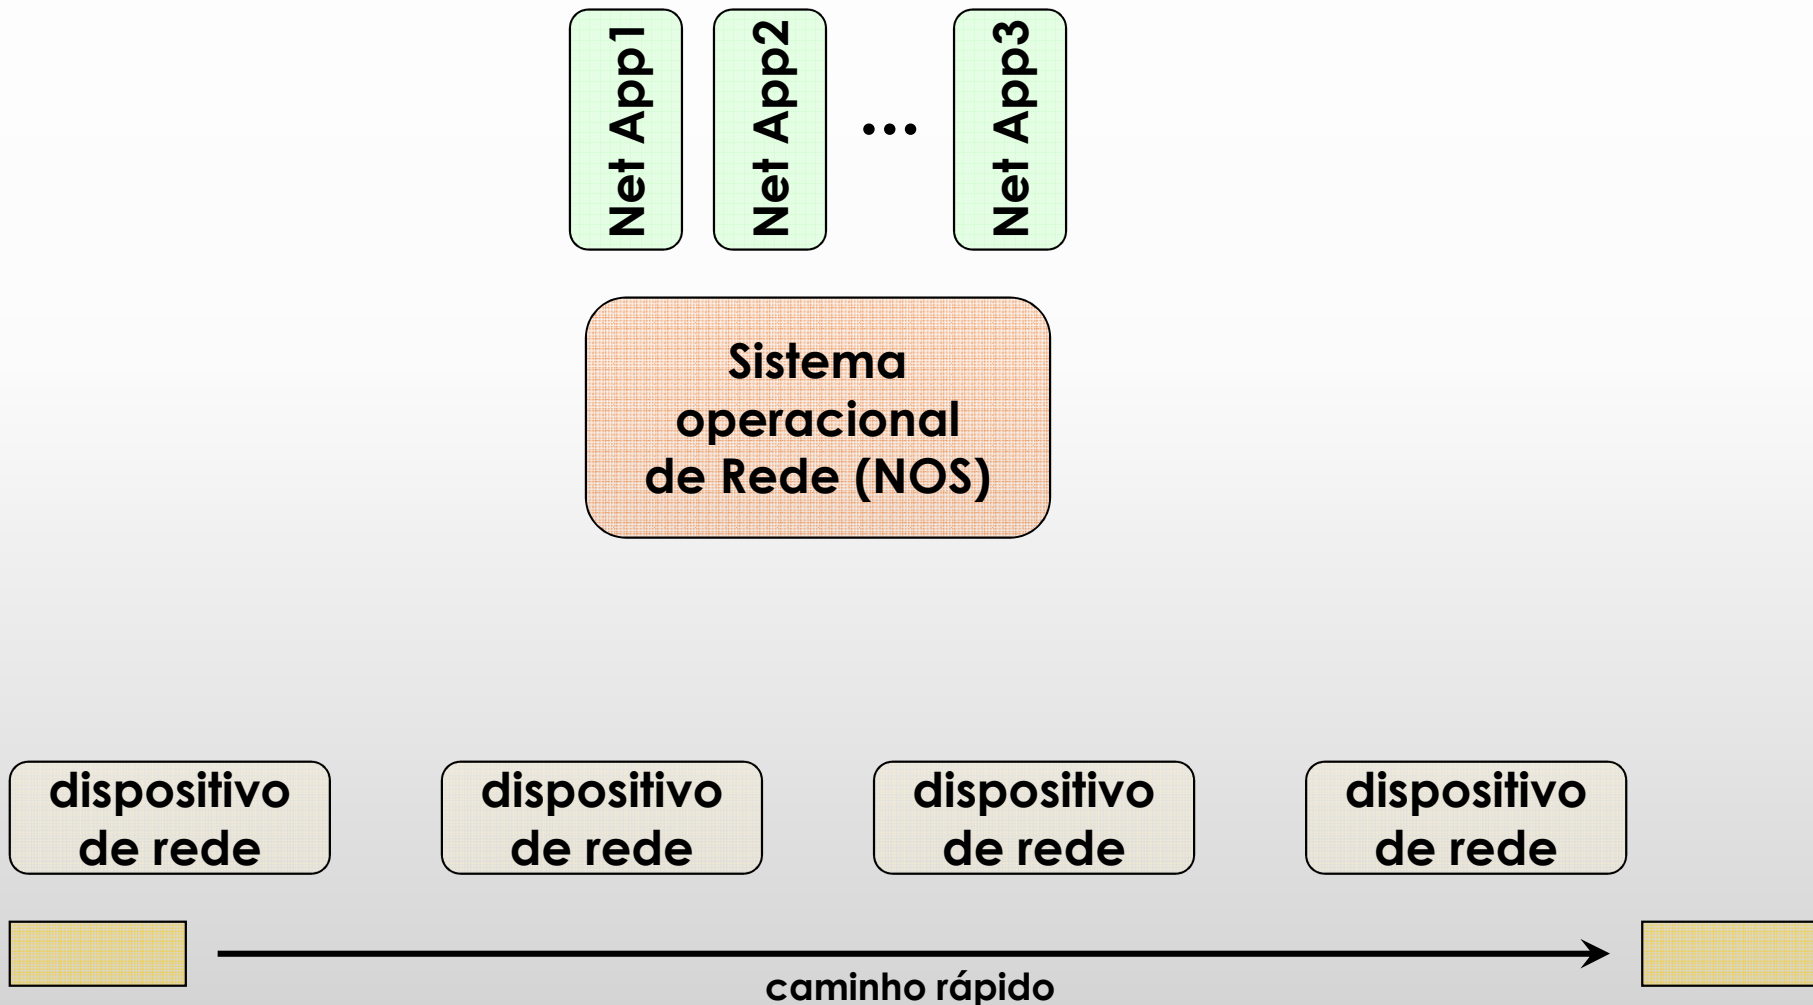 Net App1
Net App2
...
Net App3
Sistema
operacional
de Rede (NOS)
dispositivo
de rede
dispositivo
de rede
dispositivo
de rede
dispositivo
de rede
caminho rápido